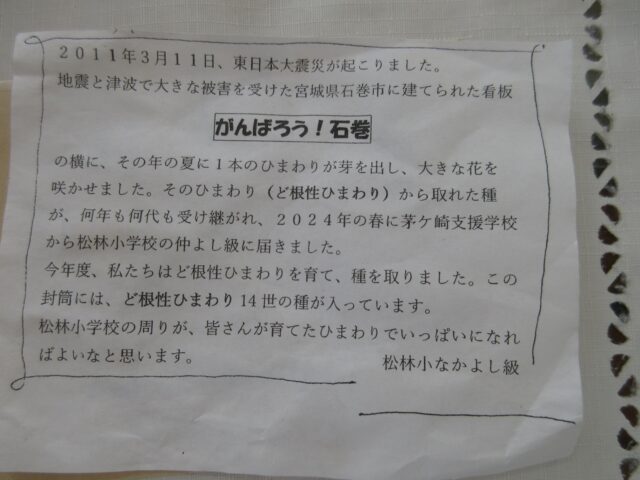 2011年3月11日、東日本大震災が起こりました。
地震と津波で大きな被害を受けた宮城県石巻市に建てられた看板
がんばろう！石巻
の横に、その年の夏に1本のひまわりが芽を出し、大きな花を
咲かせました。そのひまわり（ど根性ひまわり）から取れた種
が、何年も何代も受け継がれ、2024年の春に茅ケ崎支援学校
から松林小学校の仲よし級に届きました。
今年度、私たちはど根性ひまわりを育て、種を取りました。この
封筒には、ど根性ひまわり14世の種が入っています。
松林小学校の周りが、皆さんが育てたひまわりでいっぱいになれ
ばよいなと思います。
松林小なかよし級